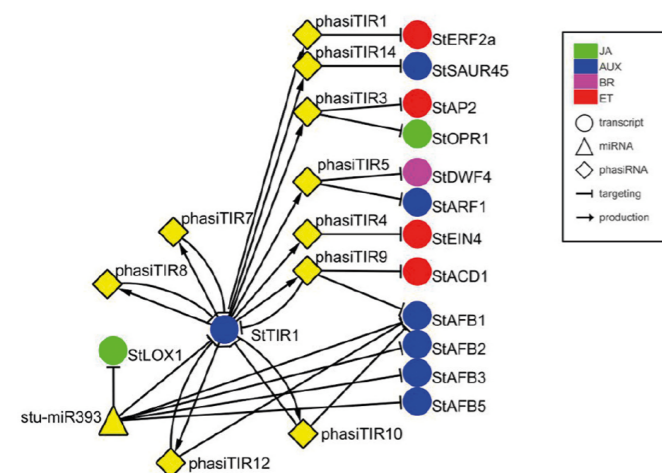 phasiTIR1
StERF2a
phasiTIR14
StSAUR45
phasiTIR3
StAP2
StOPR1
phasiTIR5
StDWF4
StARF1
phasiTIR7
phasiTIR4
StEIN4
phasiTIR9
StACD1
phasiTIR8
StTIR1
StAFB1
StLOX1
StAFB2
StAFB3
stu-miR393
StAFB5
phasiTIR10
phasiTIR12
JA
AUX
BR
ET
transcript
miRNA
phasiRNA
targeting
production